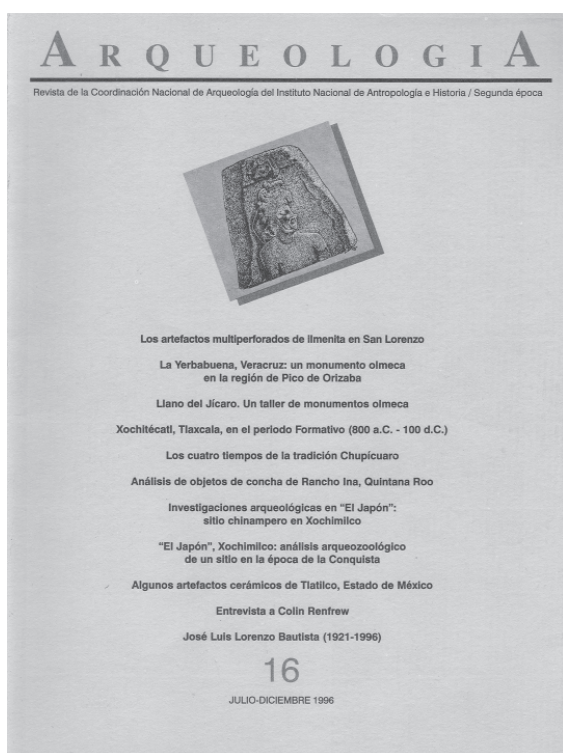 ARQUEOLOGIA
Revista de la Coordinación Nacional de Arqueología del Instituto Nacional de Antropología e Historia / Segunda época
Los artefactos multiperforados de ilmenita en San Lorenzo
La Yerbabuena, Veracruz: un monumento olmeca
en la región de Pico de Orizaba
Llano del Jícaro. Un taller de monumentos olmeca
Xochitécatl, Tlaxcala, en el periodo Formativo (800 a.C. - 100 d.C.)
Los cuatro tiempos de la tradición Chupícuaro
Análisis de objetos de concha de Rancho Ina, Quintana Roo
Investigaciones arqueológicas en “El Japón”:
sitio chinampero en Xochimilco
“El Japón”, Xochimilco: análisis arqueozoológico
de un sitio en la época de la Conquista
Algunos artefactos cerámicos de Tlatilco, Estado de México
Entrevista a Colin Renfrew
José Luis Lorenzo Bautista (1921-1996)
16
JULIO-DICIEMBRE 1996